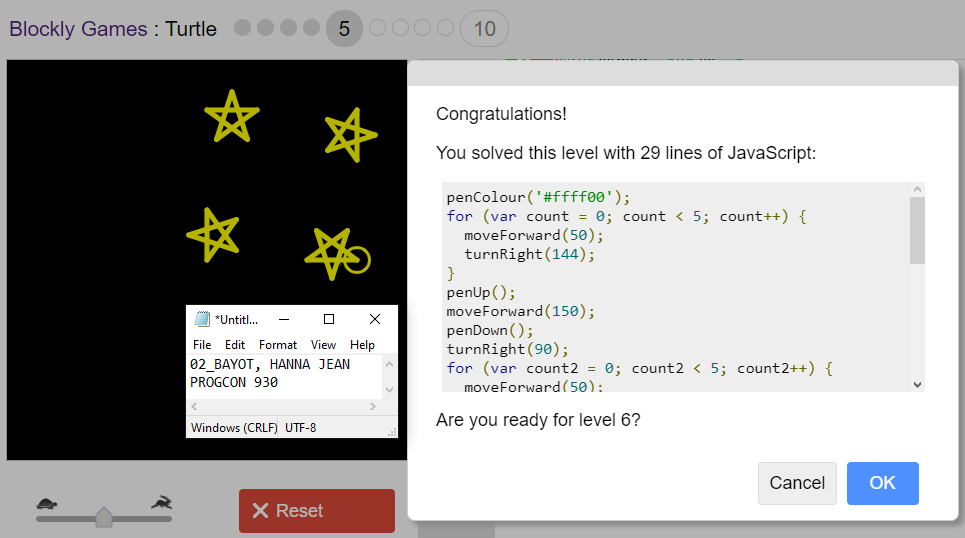 Blockly Games : Turtle 5 10
Congratulations!
You solved this level with 29 lines of JavaScript:
penColour('#ffff00');
for (var count = 0; count < 5; count++) {
  moveForward(50);
  turnRight(144);
}
penUp();
moveForward(150);
penDown();
turnRight(90);
for (var count2 = 0; count2 < 5; count2++) {
  moveForward(50);
Are you ready for level 6?
Cancel OK
*Untitl...
File Edit Format View Help
02_BAYOT, HANNA JEAN
PROGCON 930
Windows (CRLF) UTF-8
Reset